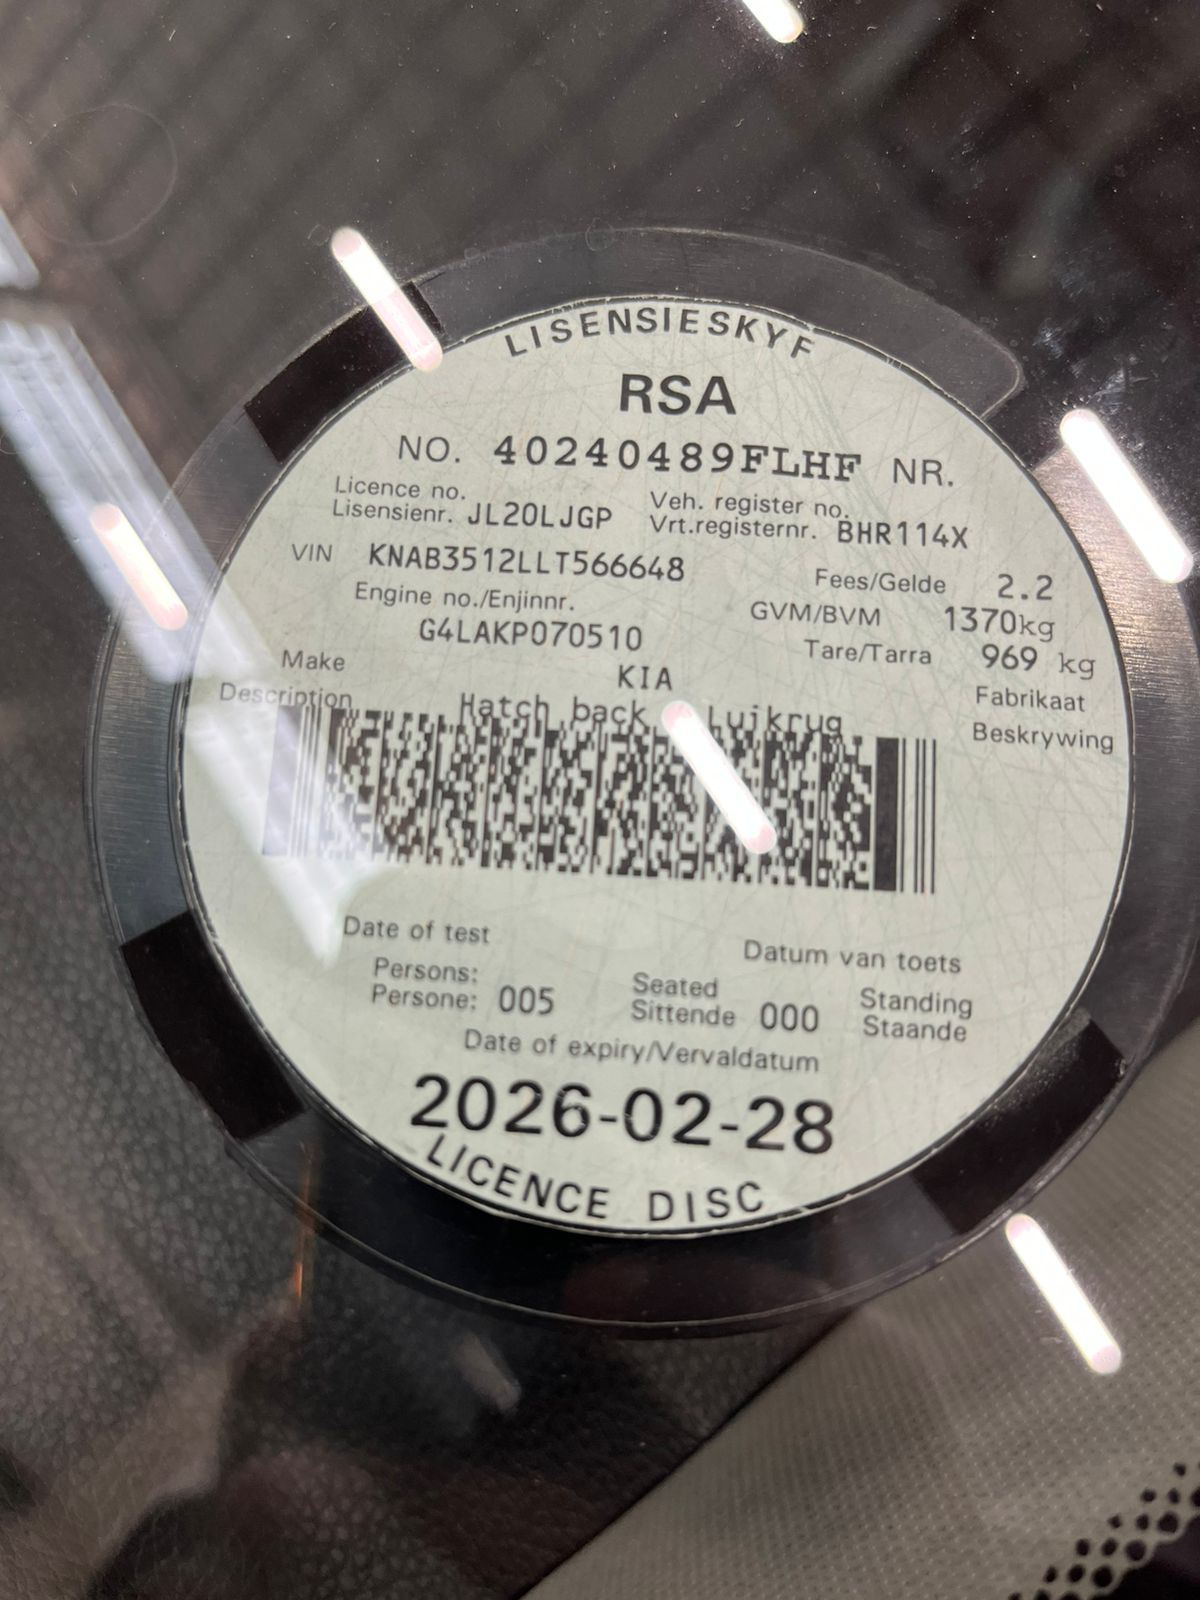 LISENSIESKYF
RSA
NO. 40240489FLHF NR.
Licence no. Veh. register no.
Lisensienr. JL20LJGP Vrt.registernr. BHR114X
VIN KNAB3512LLT566648 Fees/Gelde 2.2
Engine no./Enjinnr. GVM/BVM 1370kg
G4LAKP070510 Tare/Tarra 969 kg
Make KIA Fabrikaat
Description Hatch back Luikrug Beskrywing
Date of test Datum van toets
Persons: Seated Standing
Persone: 005 Sittende 000 Staande
Date of expiry/Vervaldatum
2026-02-28
LICENCE DISC